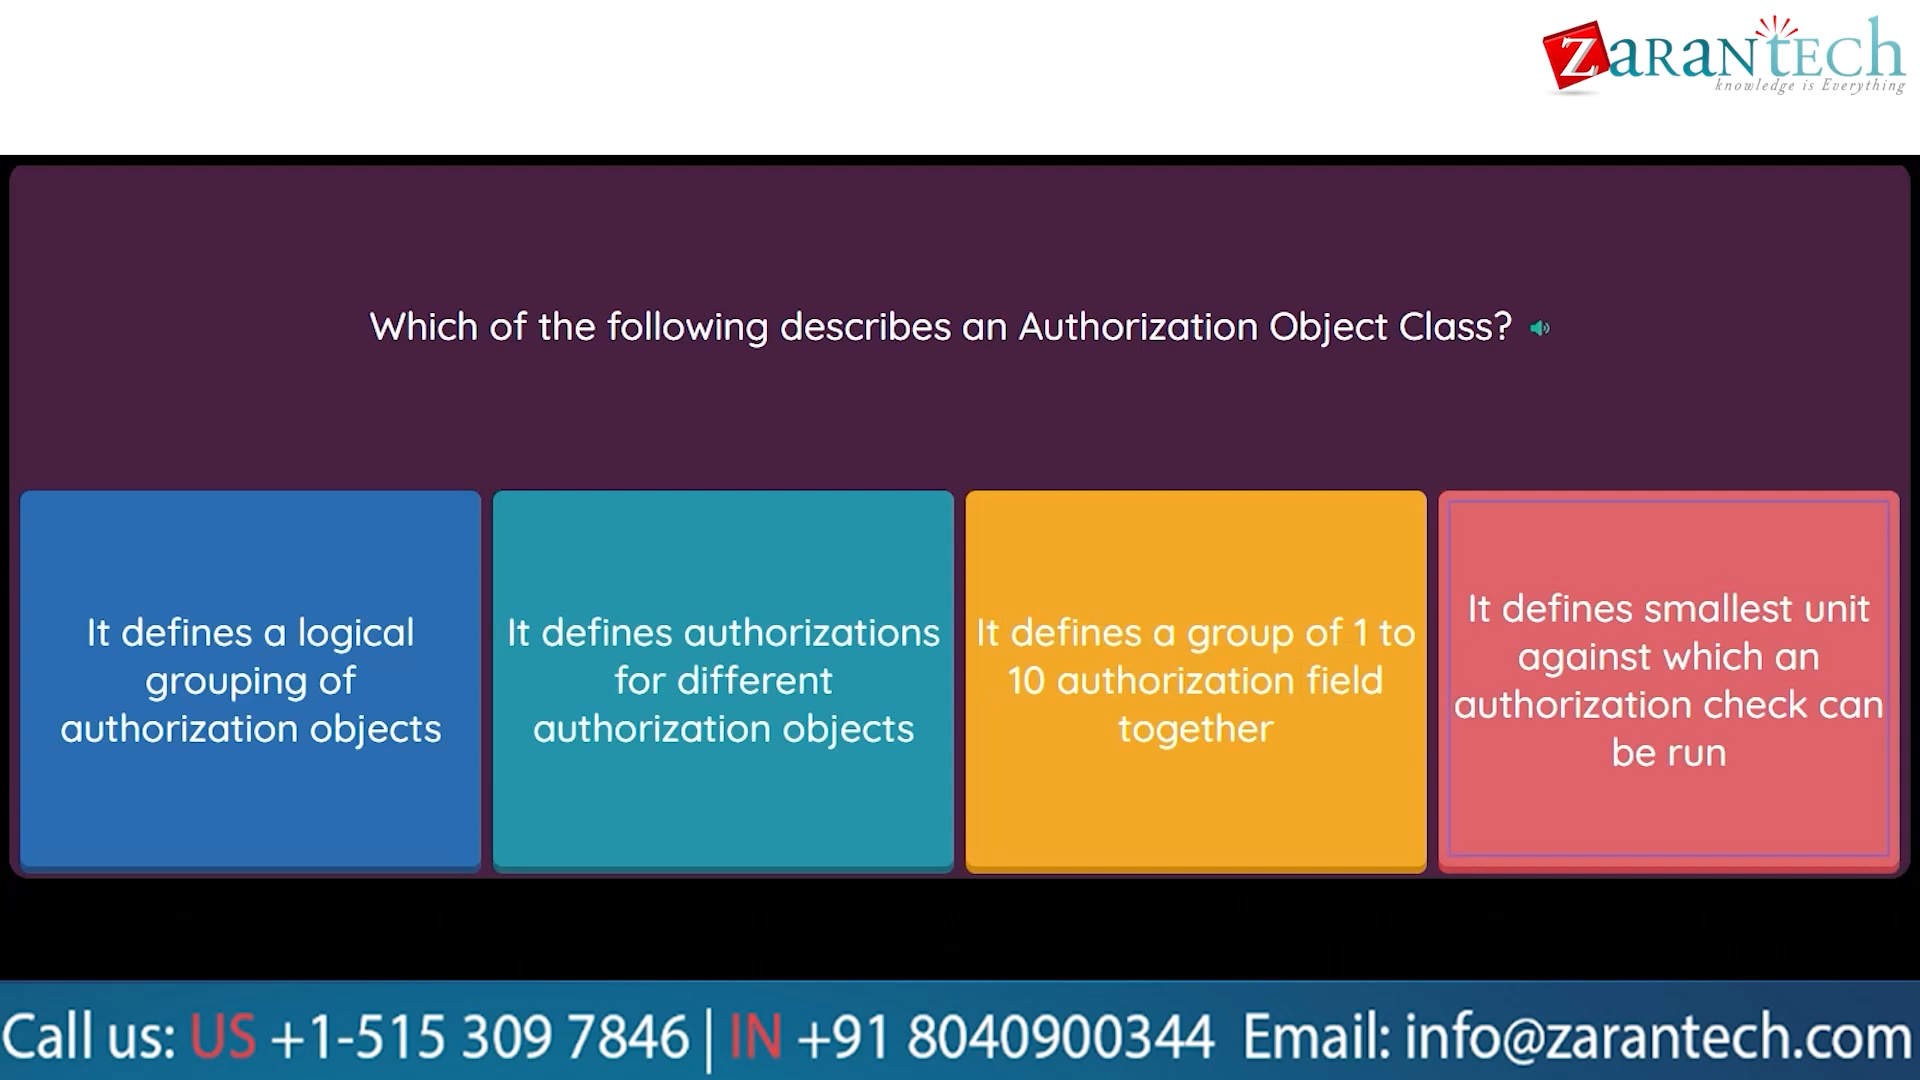 ZARANTECH
knowledge is Everything
Which of the following describes an Authorization Object Class?
It defines a logical
grouping of
authorization objects
It defines authorizations
for different
authorization objects
It defines a group of 1 to
10 authorization field
together
It defines smallest unit
against which an
authorization check can
be run
Call us: US +1-515 309 7846 | IN +91 8040900344 Email: info@zarantech.com